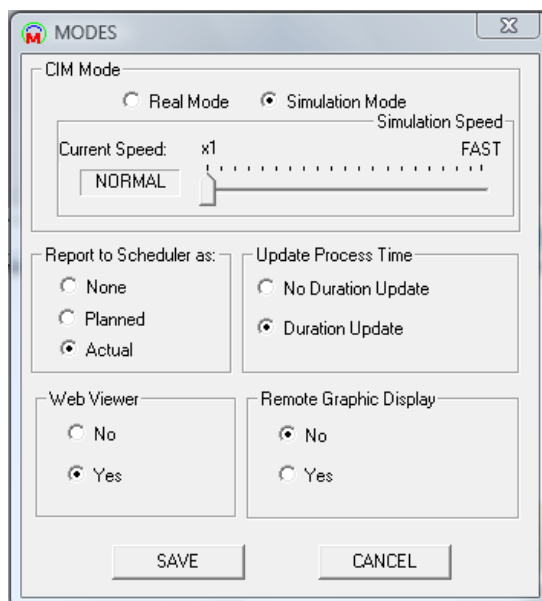 MODES
CIM Mode
Real Mode Simulation Mode
Simulation Speed
Current Speed: x1 FAST
NORMAL
Report to Scheduler as:
None
Planned
Actual
Update Process Time
No Duration Update
Duration Update
Web Viewer
No
Yes
Remote Graphic Display
No
Yes
SAVE CANCEL